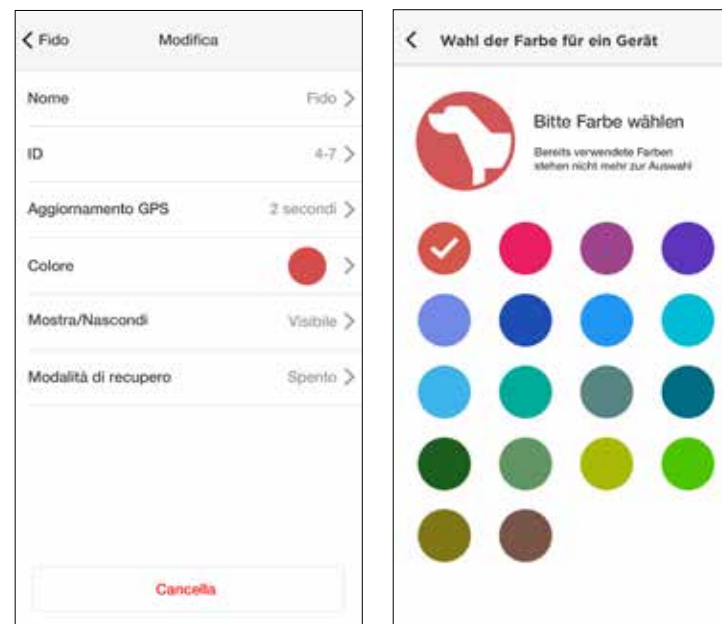 Fido Modifica
Nome Fido
ID 4-7
Aggiornamento GPS 2 secondi
Colore
Mostra/Nascondi Visibile
Modalità di recupero Spento
Cancella
Wahl der Farbe für ein Gerät
Bitte Farbe wählen
Bereits verwendete Farben
stehen nicht mehr zur Auswahl